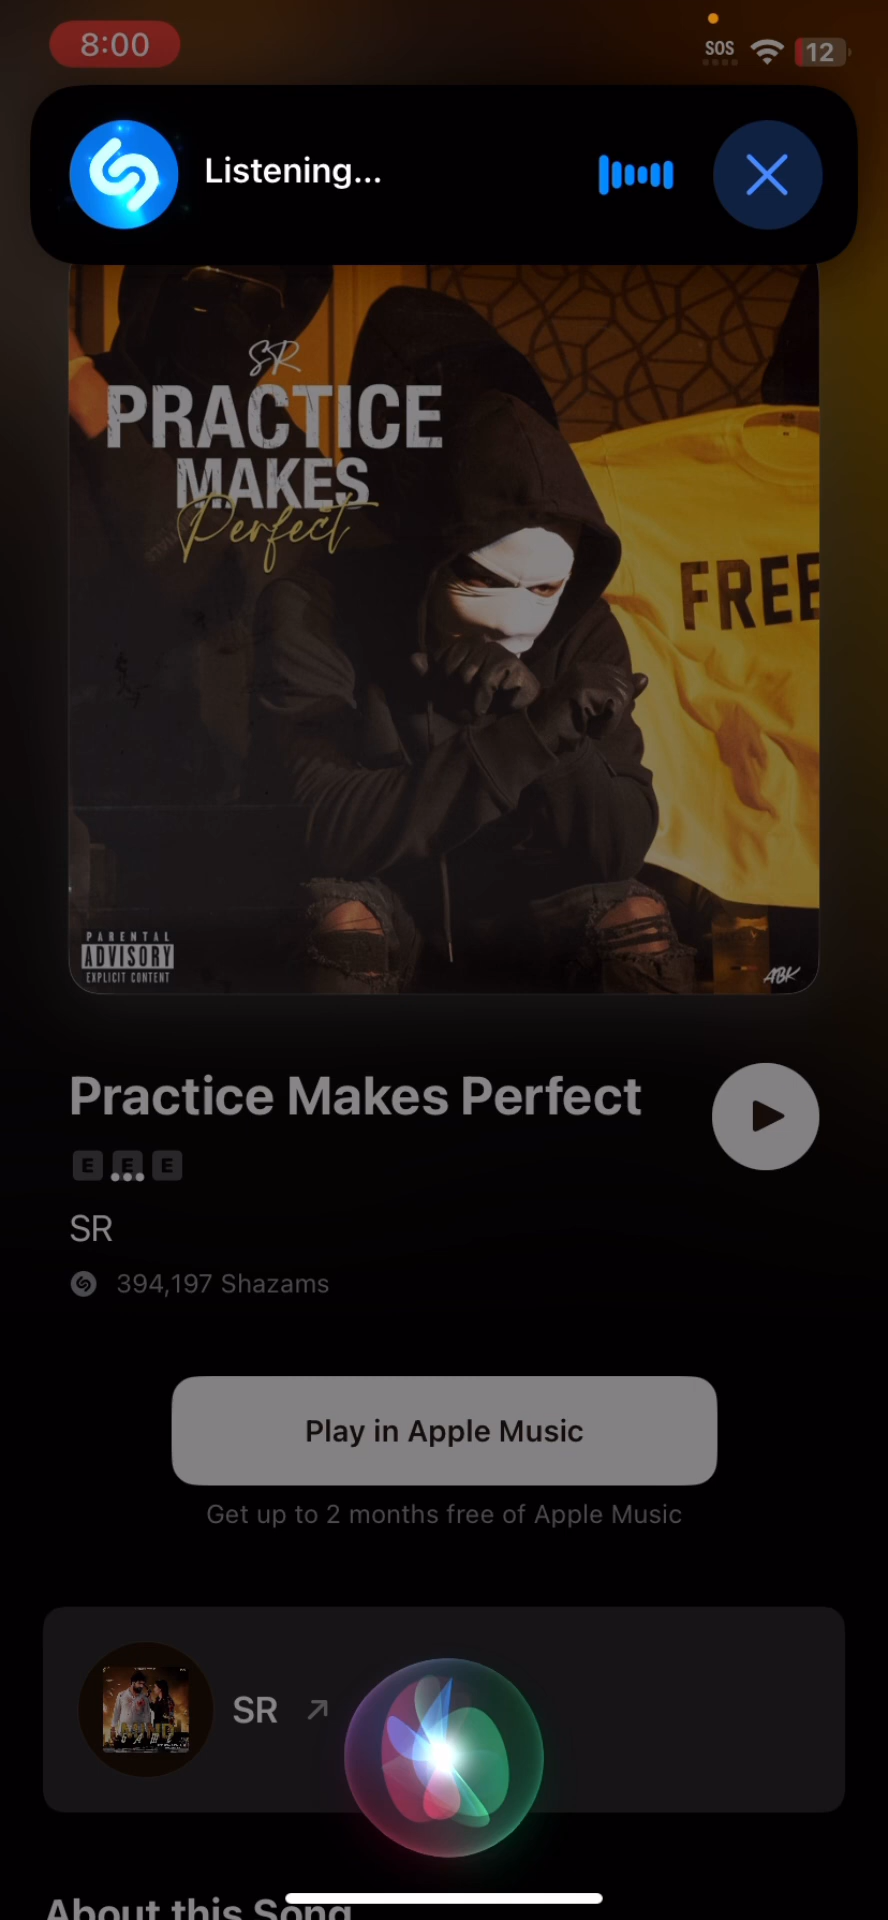 8:00
SOS
12
Listening...
SR
PRACTICE
MAKES
Perfect
FREE
PARENTAL
ADVISORY
EXPLICIT CONTENT
ABK
Practice Makes Perfect
E E E
SR
394,197 Shazams
Play in Apple Music
Get up to 2 months free of Apple Music
SR
About this Song